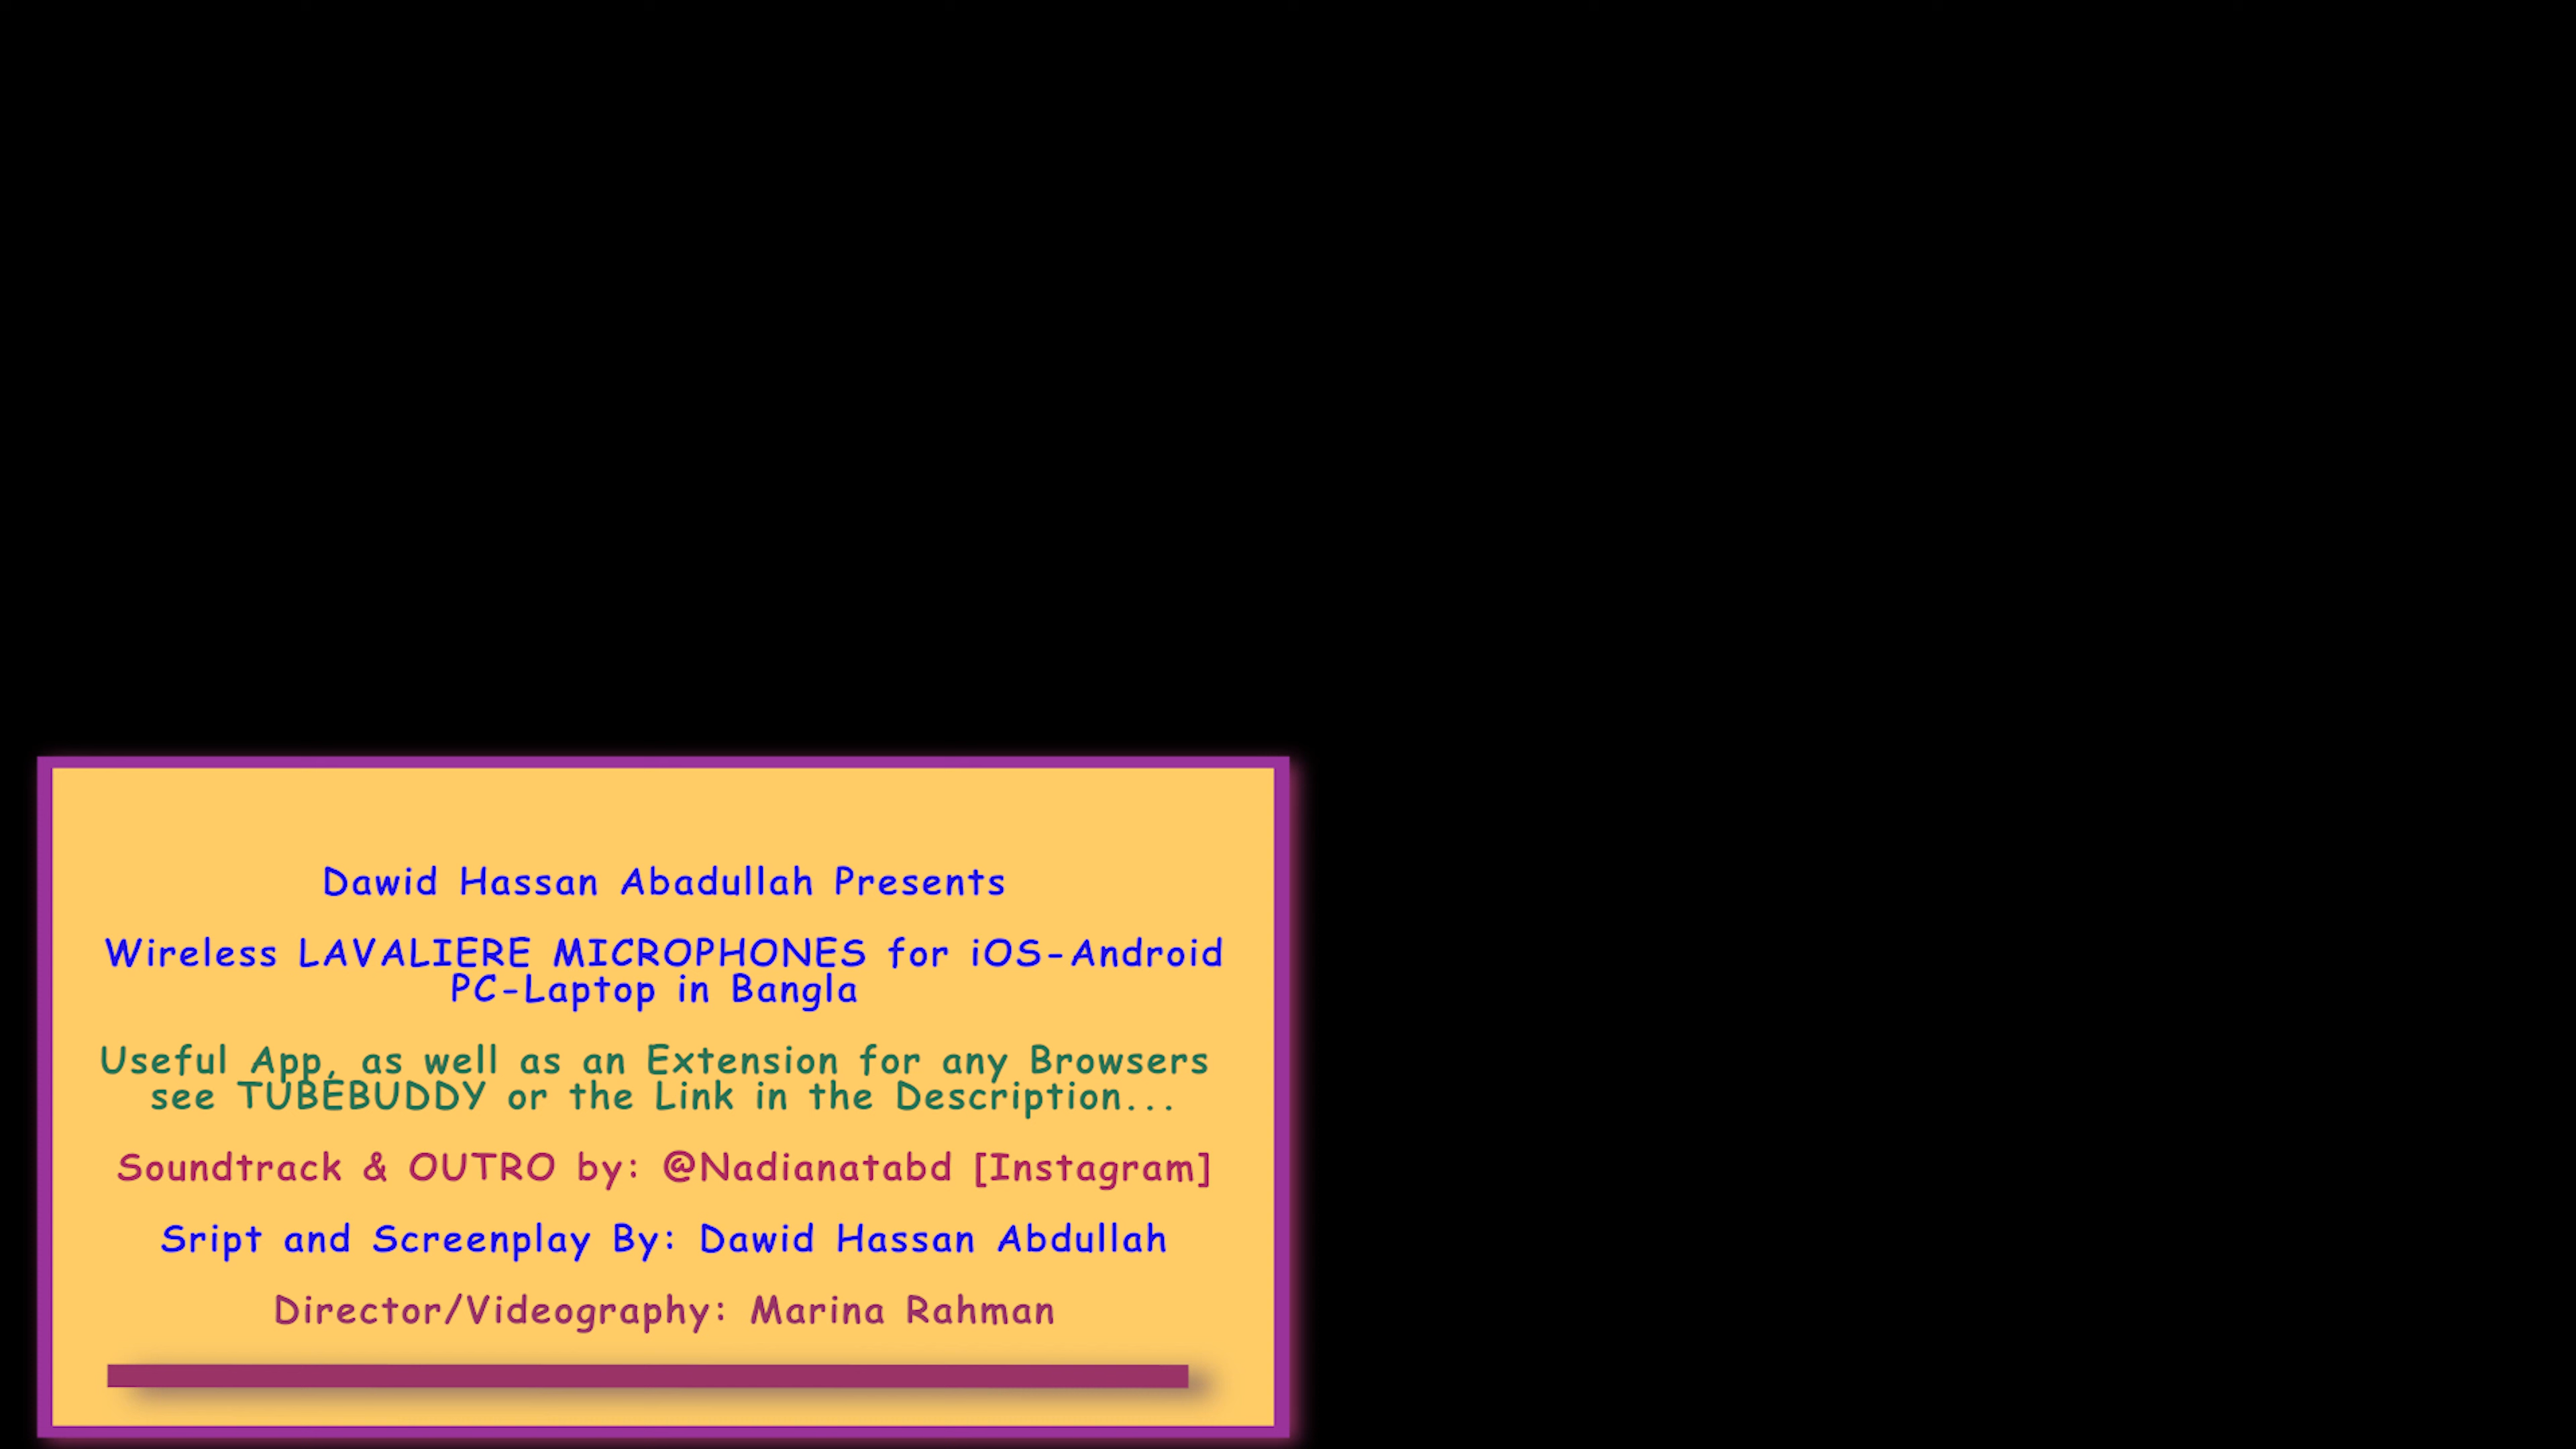 Dawid Hassan Abadullah Presents
Wireless LAVALIERE MICROPHONES for iOS-Android
PC-Laptop in Bangla
Useful App, as well as an Extension for any Browsers
see TUBEBUDDY or the Link in the Description...
Soundtrack & OUTRO by: @Nadianatabd [Instagram]
Sript and Screenplay By: Dawid Hassan Abdullah
Director/Videography: Marina Rahman